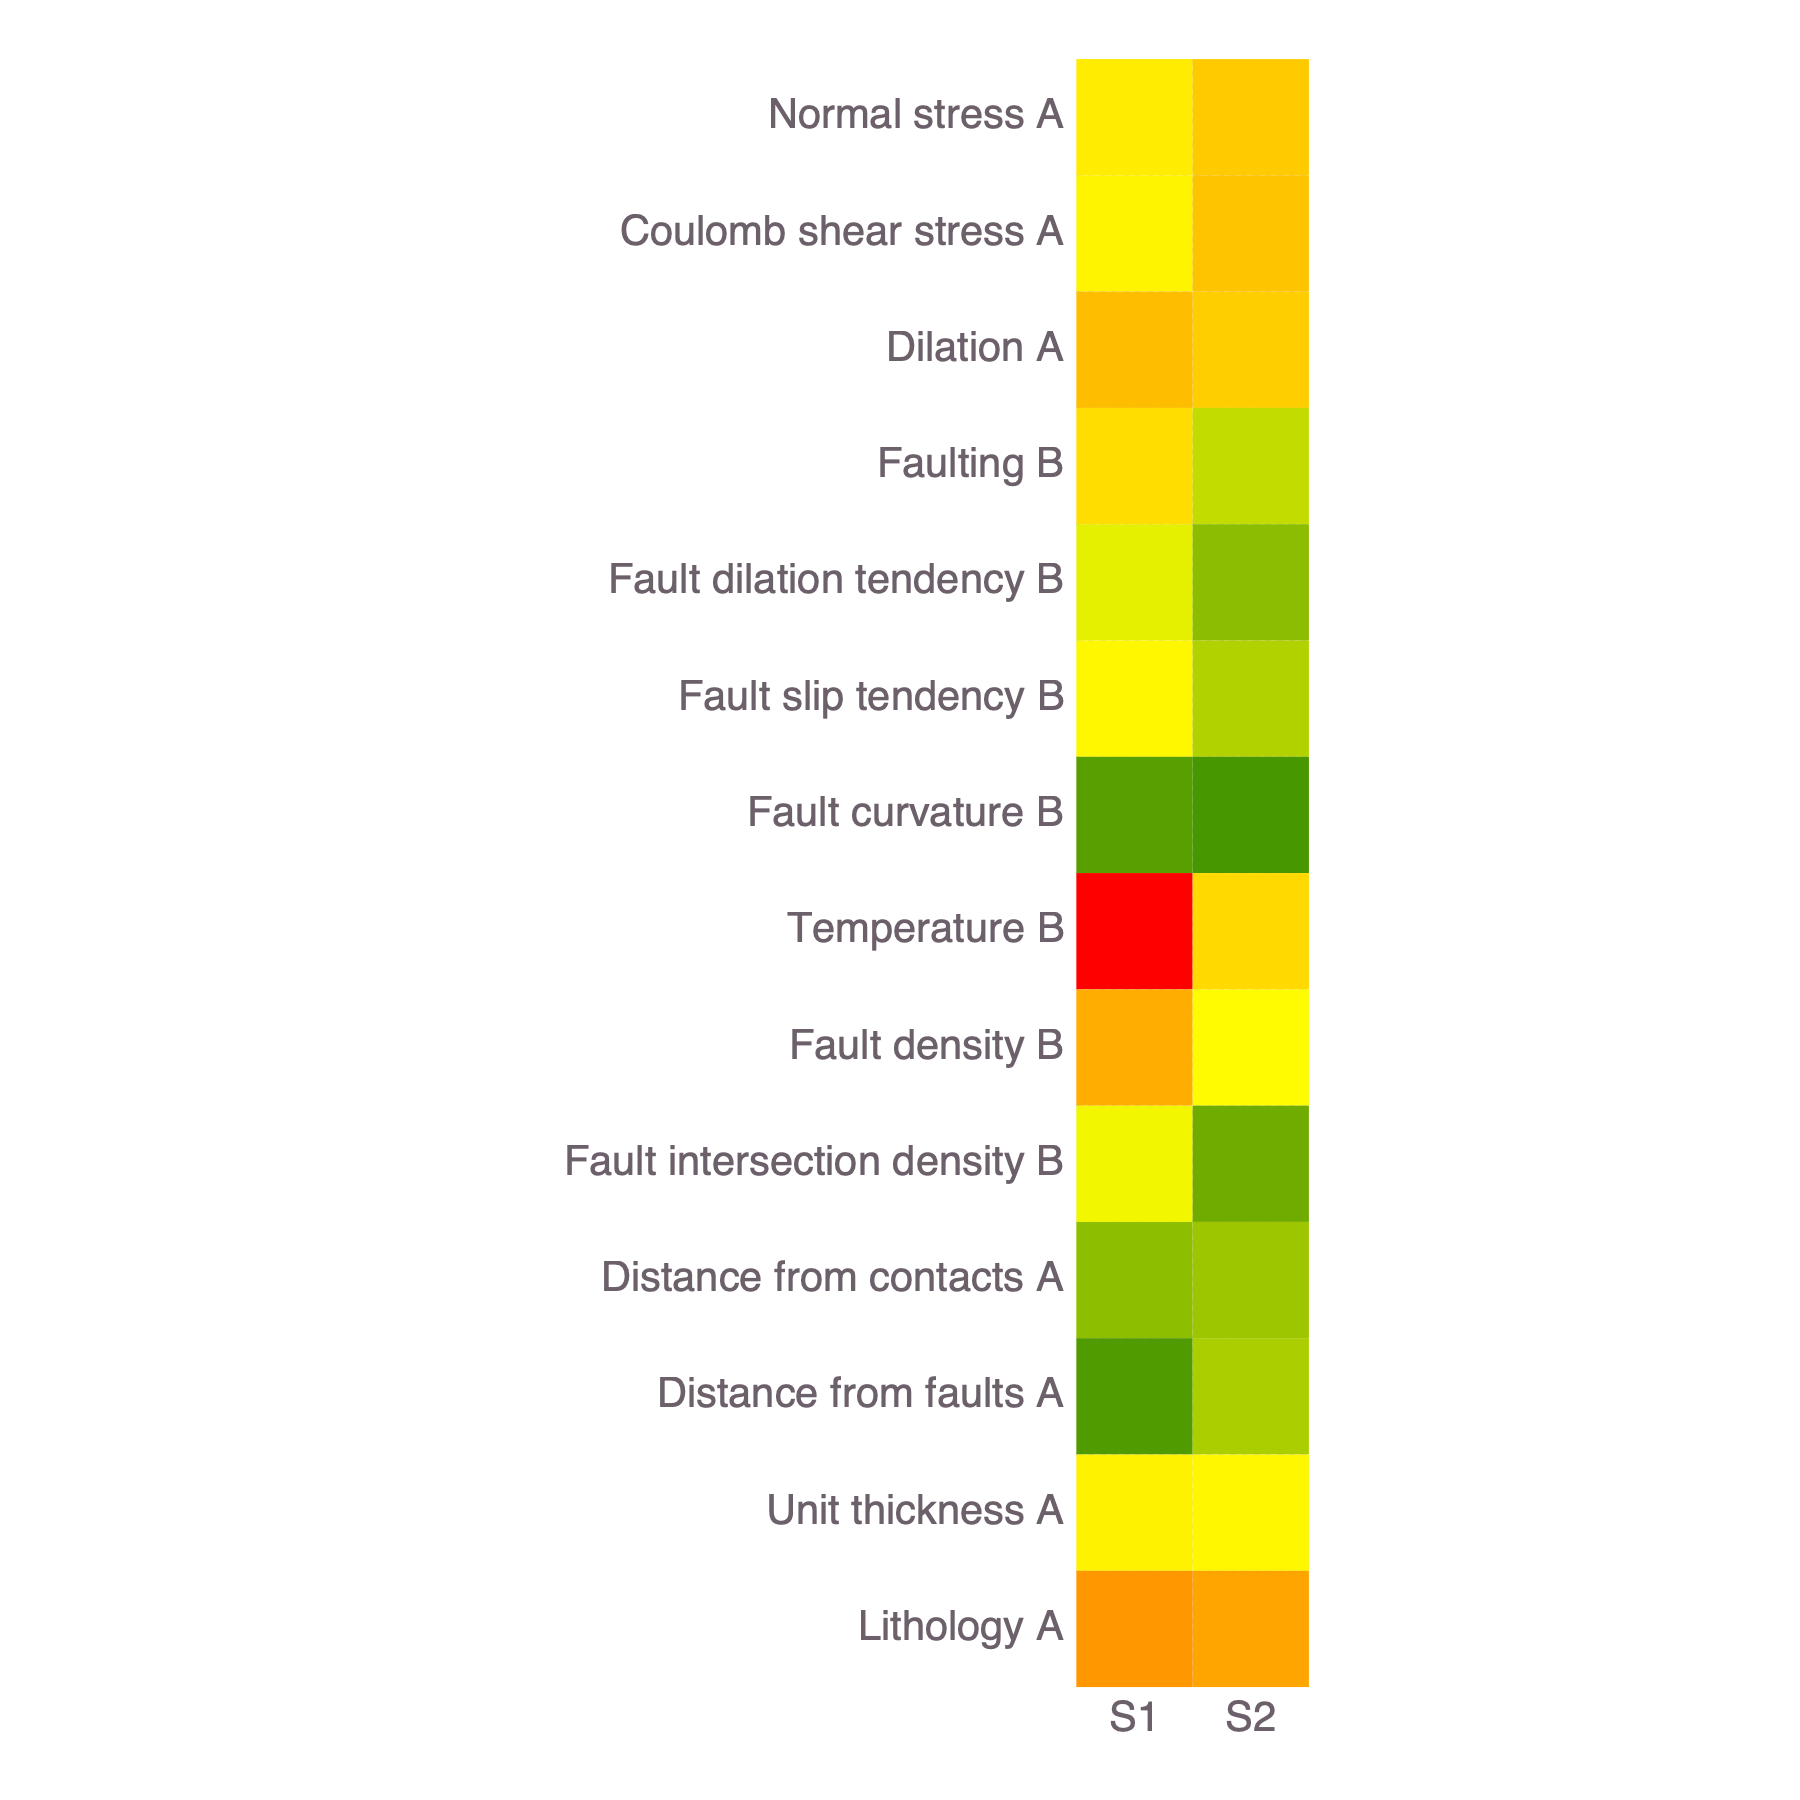 Normal stress A
Coulomb shear stress A
Dilation A
Faulting B
Fault dilation tendency B
Fault slip tendency B
Fault curvature B
Temperature B
Fault density B
Fault intersection density B
Distance from contacts A
Distance from faults A
Unit thickness A
Lithology A
S1 S2